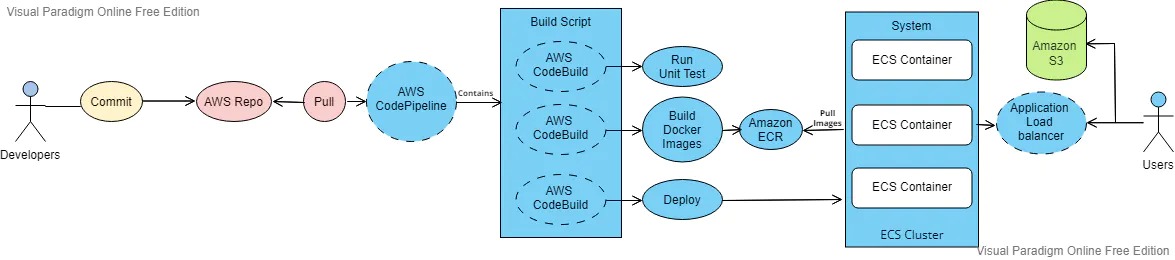 Visual Paradigm Online Free Edition
Developers
Commit
AWS Repo
Pull
AWS
CodePipeline
Contains
Build Script
AWS
CodeBuild
AWS
CodeBuild
AWS
CodeBuild
Run
Unit Test
Build
Docker
Images
Deploy
Amazon
ECR
Pull
Images
System
ECS Container
ECS Container
ECS Container
ECS Cluster
Amazon
S3
Application
Load
balancer
Users
Visual Paradigm Online Free Edition